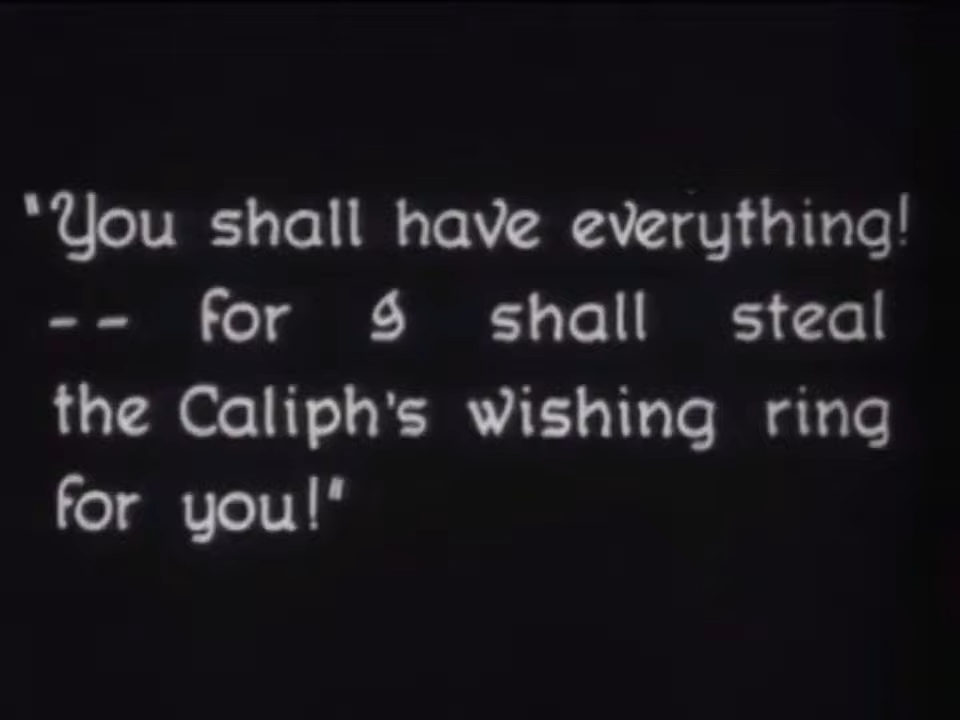 "You shall have everything!
-- for I shall steal
the Caliph's wishing ring
for you!"